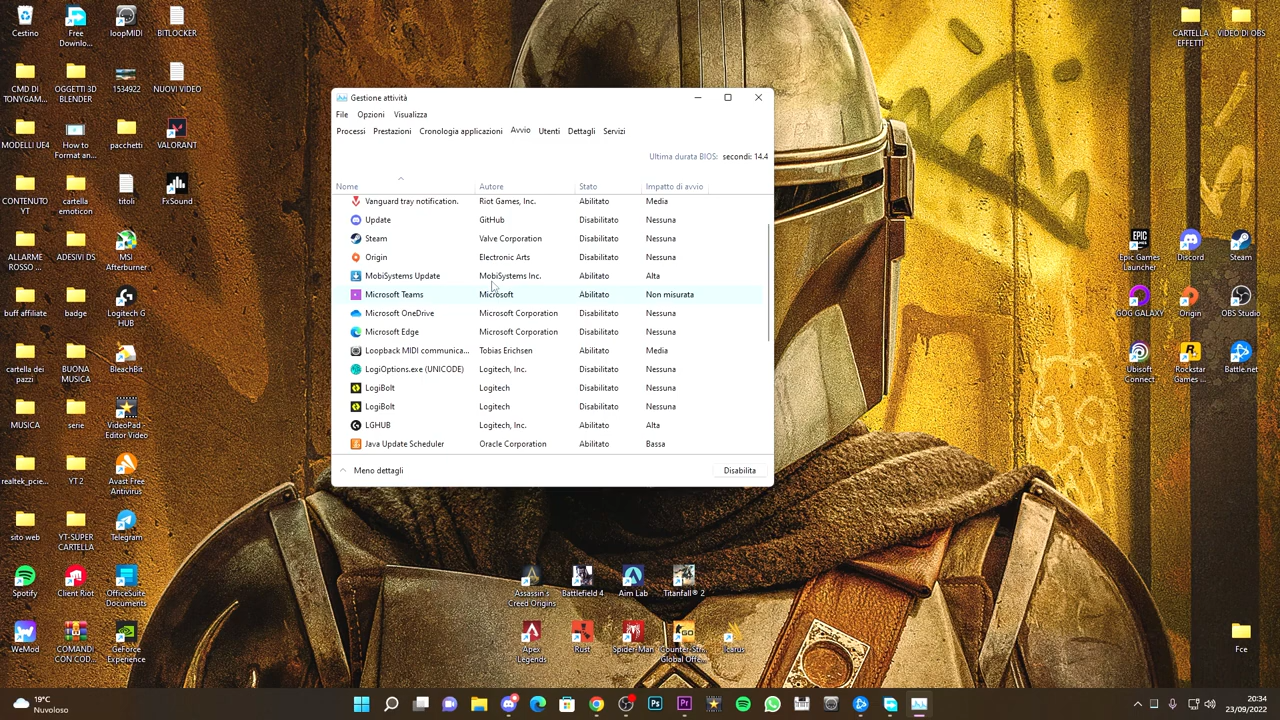 Cestino
Free
Downlo...
loopMIDI
BITLOCKER
CARTELLA
EFFETTI
VIDEO DI OBS
CMD DI
TONYGAM...
OGGETTI 3D
BLENDER
1534922
NUOVI VIDEO
MODELLI UE4
How to
Format an...
pacchetti
VALORANT
CONTENUTO
YT
cartella
emoticon
titoli
FxSound
ALLARME
ROSSO ...
ADESIVI DS
MSI
Afterburner
buff affiliate
badge
Logitech G
HUB
cartella dei
pazzi
BUONA
MUSICA
BleachBit
MUSICA
serie
VideoPad -
Editor Video
realtek_pcie...
YT 2
Avast Free
Antivirus
sito web
YT-SUPER
CARTELLA
Telegram
Spotify
Client Riot
OfficeSuite
Documents
WeMod
COMANDI
CON COD...
GeForce
Experience
Gestione attività
File Opzioni Visualizza
Processi Prestazioni Cronologia applicazioni Avvio Utenti Dettagli Servizi
Ultima durata BIOS: secondi: 14.4
Nome Autore Stato Impatto di avvio
Vanguard tray notification. Riot Games, Inc. Abilitato Media
Update GitHub Disabilitato Nessuna
Steam Valve Corporation Disabilitato Nessuna
Origin Electronic Arts Disabilitato Nessuna
MobiSystems Update MobiSystems Inc. Abilitato Alta
Microsoft Teams Microsoft Abilitato Non misurata
Microsoft OneDrive Microsoft Corporation Disabilitato Nessuna
Microsoft Edge Microsoft Corporation Disabilitato Nessuna
Loopback MIDI communica... Tobias Erichsen Abilitato Media
LogiOptions.exe (UNICODE) Logitech, Inc. Disabilitato Nessuna
LogiBolt Logitech Disabilitato Nessuna
LogiBolt Logitech Disabilitato Nessuna
LGHUB Logitech, Inc. Abilitato Alta
Java Update Scheduler Oracle Corporation Abilitato Bassa
Meno dettagli Disabilita
Epic Games
Launcher
Discord
Steam
GOG GALAXY
Origin
OBS Studio
Ubisoft
Connect
Rockstar
Games ...
Battle.net
Assassin's
Creed Origins
Battlefield 4
Aim Lab
Titanfall® 2
Apex
Legends
Rust
Spider-Man
Counter-Stri...
Global Offe...
Icarus
Fce
19°C
Nuvoloso
20:34
23/09/2022